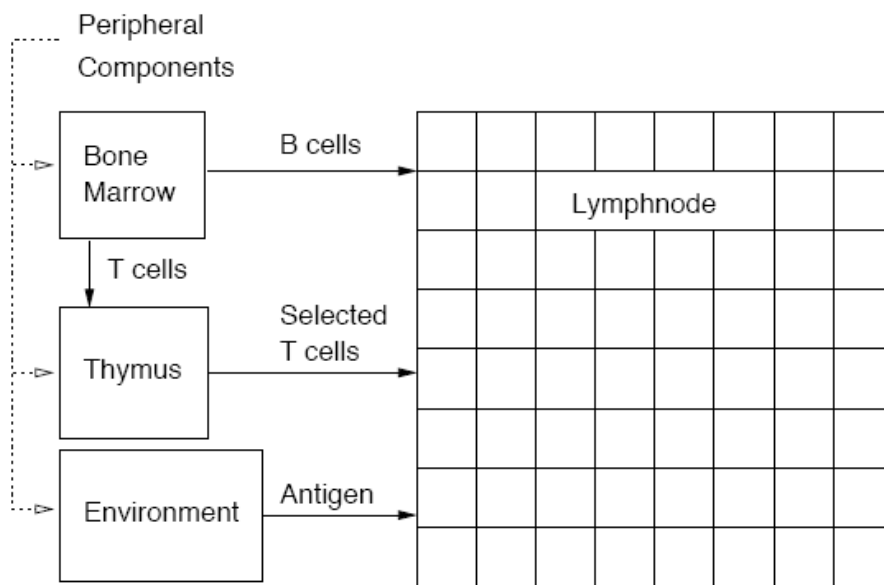 Peripheral
Components
Bone
Marrow
B cells
Lymphnode
T cells
Selected
T cells
Thymus
Antigen
Environment